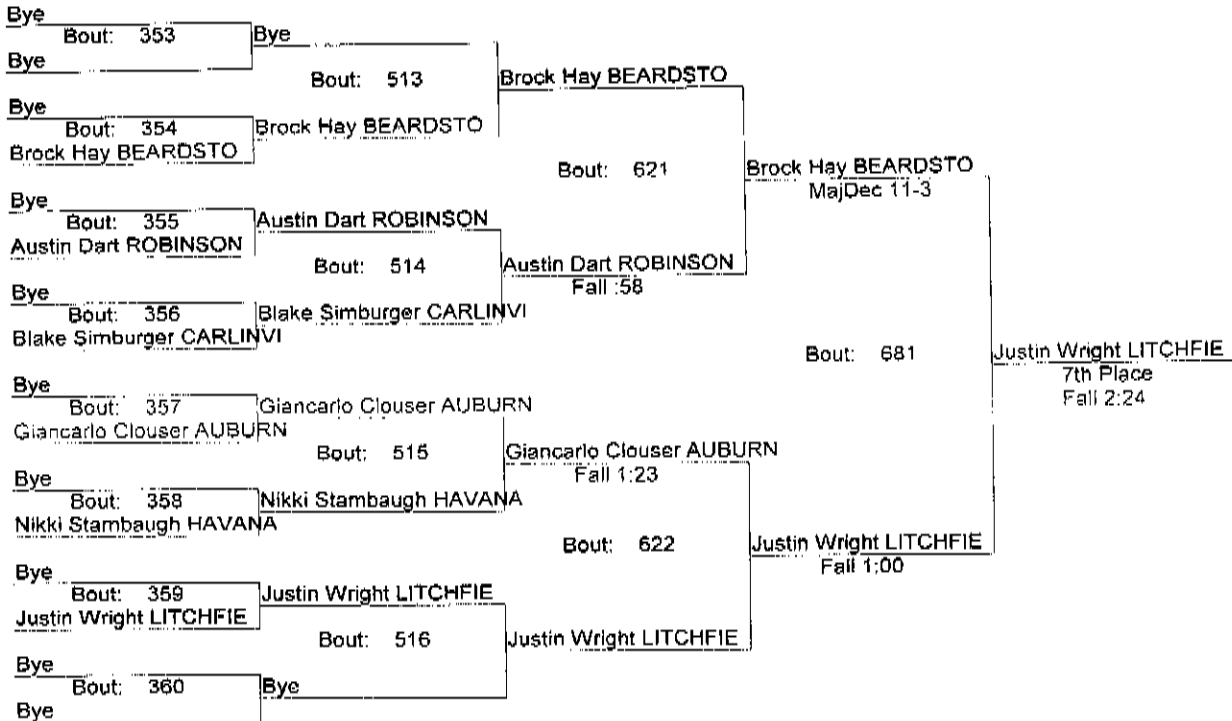 Bye
Bout: 353
Bye
Bye
Bout: 513
Brock Hay BEARDSTO
Bye
Bout: 354
Brock Hay BEARDSTO
Brock Hay BEARDSTO
Bout: 621
Brock Hay BEARDSTO
MajDec 11-3
Bye
Bout: 355
Austin Dart ROBINSON
Austin Dart ROBINSON
Bout: 514
Austin Dart ROBINSON
Fall :58
Bye
Bout: 356
Blake Simburger CARLINVI
Blake Simburger CARLINVI
Bout: 681
Justin Wright LITCHFIE
7th Place
Fall 2:24
Bye
Bout: 357
Giancarlo Clouser AUBURN
Giancarlo Clouser AUBURN
Bout: 515
Giancarlo Clouser AUBURN
Fall 1:23
Bye
Bout: 358
Nikki Stambaugh HAVANA
Nikki Stambaugh HAVANA
Bout: 622
Justin Wright LITCHFIE
Fall 1:00
Bye
Bout: 359
Justin Wright LITCHFIE
Justin Wright LITCHFIE
Bout: 516
Justin Wright LITCHFIE
Bye
Bout: 360
Bye
Bye